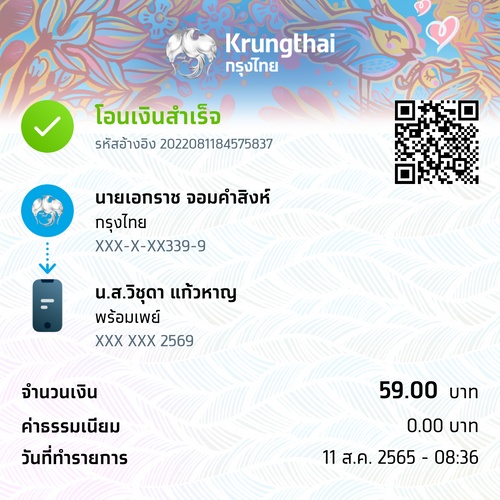 Krungthai
กรุงไทย
โอนเงินสำเร็จ
รหัสอ้างอิง 2022081184575837
นายเอกราช จอมคำสิงห์
กรุงไทย
XXX-X-XX339-9
น.ส.วิชุดา แก้วหาญ
พร้อมเพย์
XXX XXX 2569
จำนวนเงิน 59.00 บาท
ค่าธรรมเนียม 0.00 บาท
วันที่ทำรายการ 11 ส.ค. 2565 - 08:36